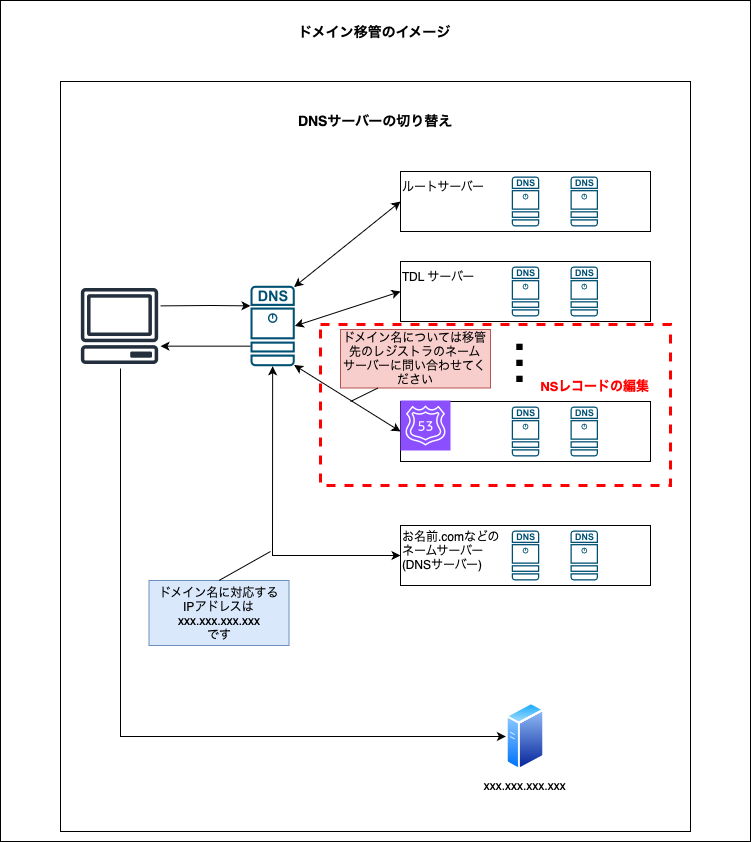 ドメイン移管のイメージ
DNSサーバーの切り替え
ルートサーバー
DNS
DNS
TDL サーバー
DNS
DNS
DNS
ドメイン名については移管
先のレジストラのネーム
サーバーに問い合わせてく
ださい
NSレコードの編集
53
DNS
DNS
お名前.comなどの
ネームサーバー
(DNSサーバー)
DNS
DNS
ドメイン名に対応する
IPアドレスは
xxx.xxx.xxx.xxx
です
xxx.xxx.xxx.xxx